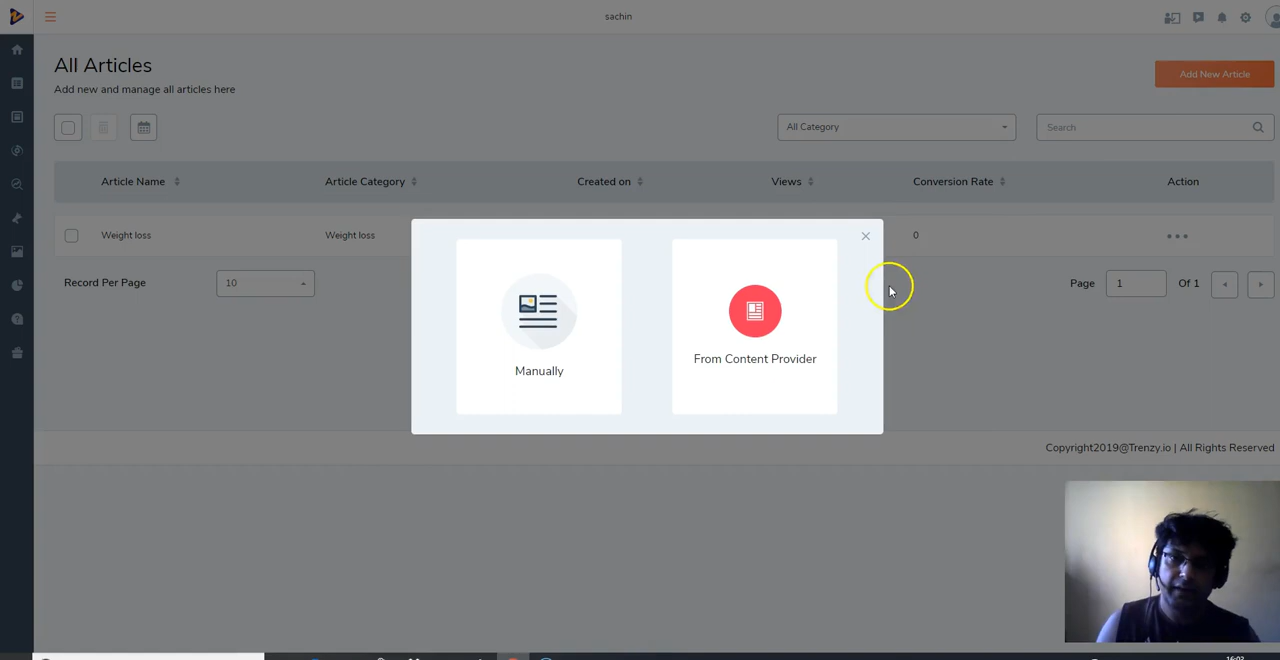 sachin
All Articles
Add new and manage all articles here
Add New Article
All Category
Search
Article Name
Article Category
Created on
Views
Conversion Rate
Action
Weight loss
Weight loss
0
Manually
From Content Provider
Record Per Page
10
Page
1
Of 1
Copyright2019@Trenzy.io | All Rights Reserved